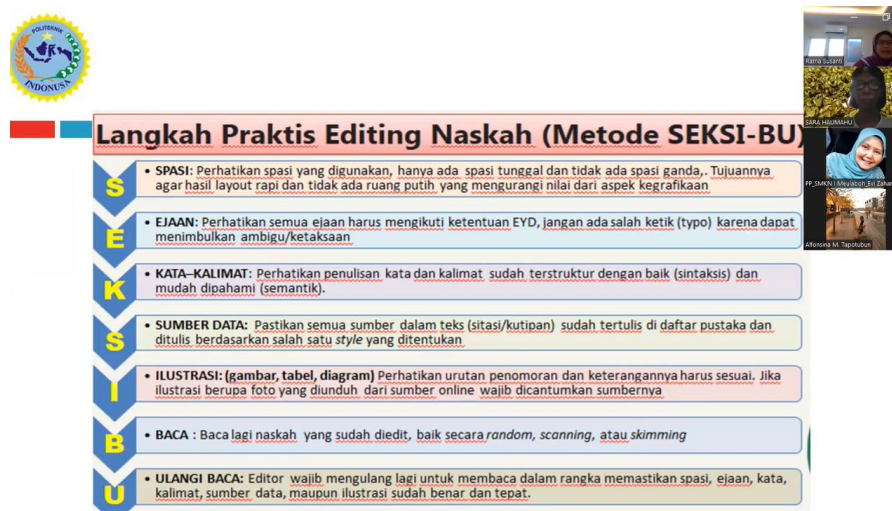 POLITEKNIK
INDONUSA
Langkah Praktis Editing Naskah (Metode SEKSI-BU)
S
• SPASI: Perhatikan spasi yang digunakan, hanya ada spasi tunggal dan tidak ada spasi ganda,. Tujuannya
agar hasil layout rapi dan tidak ada ruang putih yang mengurangi nilai dari aspek kegrafikaan
E
• EJAAN: Perhatikan semua ejaan harus mengikuti ketentuan EYD, jangan ada salah ketik (typo) karena dapat
menimbulkan ambigu/ketaksaan
K
• KATA–KALIMAT: Perhatikan penulisan kata dan kalimat sudah terstruktur dengan baik (sintaksis) dan
mudah dipahami (semantik).
S
• SUMBER DATA: Pastikan semua sumber dalam teks (sitasi/kutipan) sudah tertulis di daftar pustaka dan
ditulis berdasarkan salah satu style yang ditentukan
I
• ILUSTRASI: (gambar, tabel, diagram) Perhatikan urutan penomoran dan keterangannya harus sesuai. Jika
ilustrasi berupa foto yang diunduh dari sumber online wajib dicantumkan sumbernya
B
• BACA : Baca lagi naskah yang sudah diedit, baik secara random, scanning, atau skimming
U
• ULANGI BACA: Editor wajib mengulang lagi untuk membaca dalam rangka memastikan spasi, ejaan, kata,
kalimat, sumber data, maupun ilustrasi sudah benar dan tepat.
Ratna Susanti
SARA HAUMAHU
PP_SMKN I Meulaboh_Evi Zahar
Alfonsina M. Tapotubun